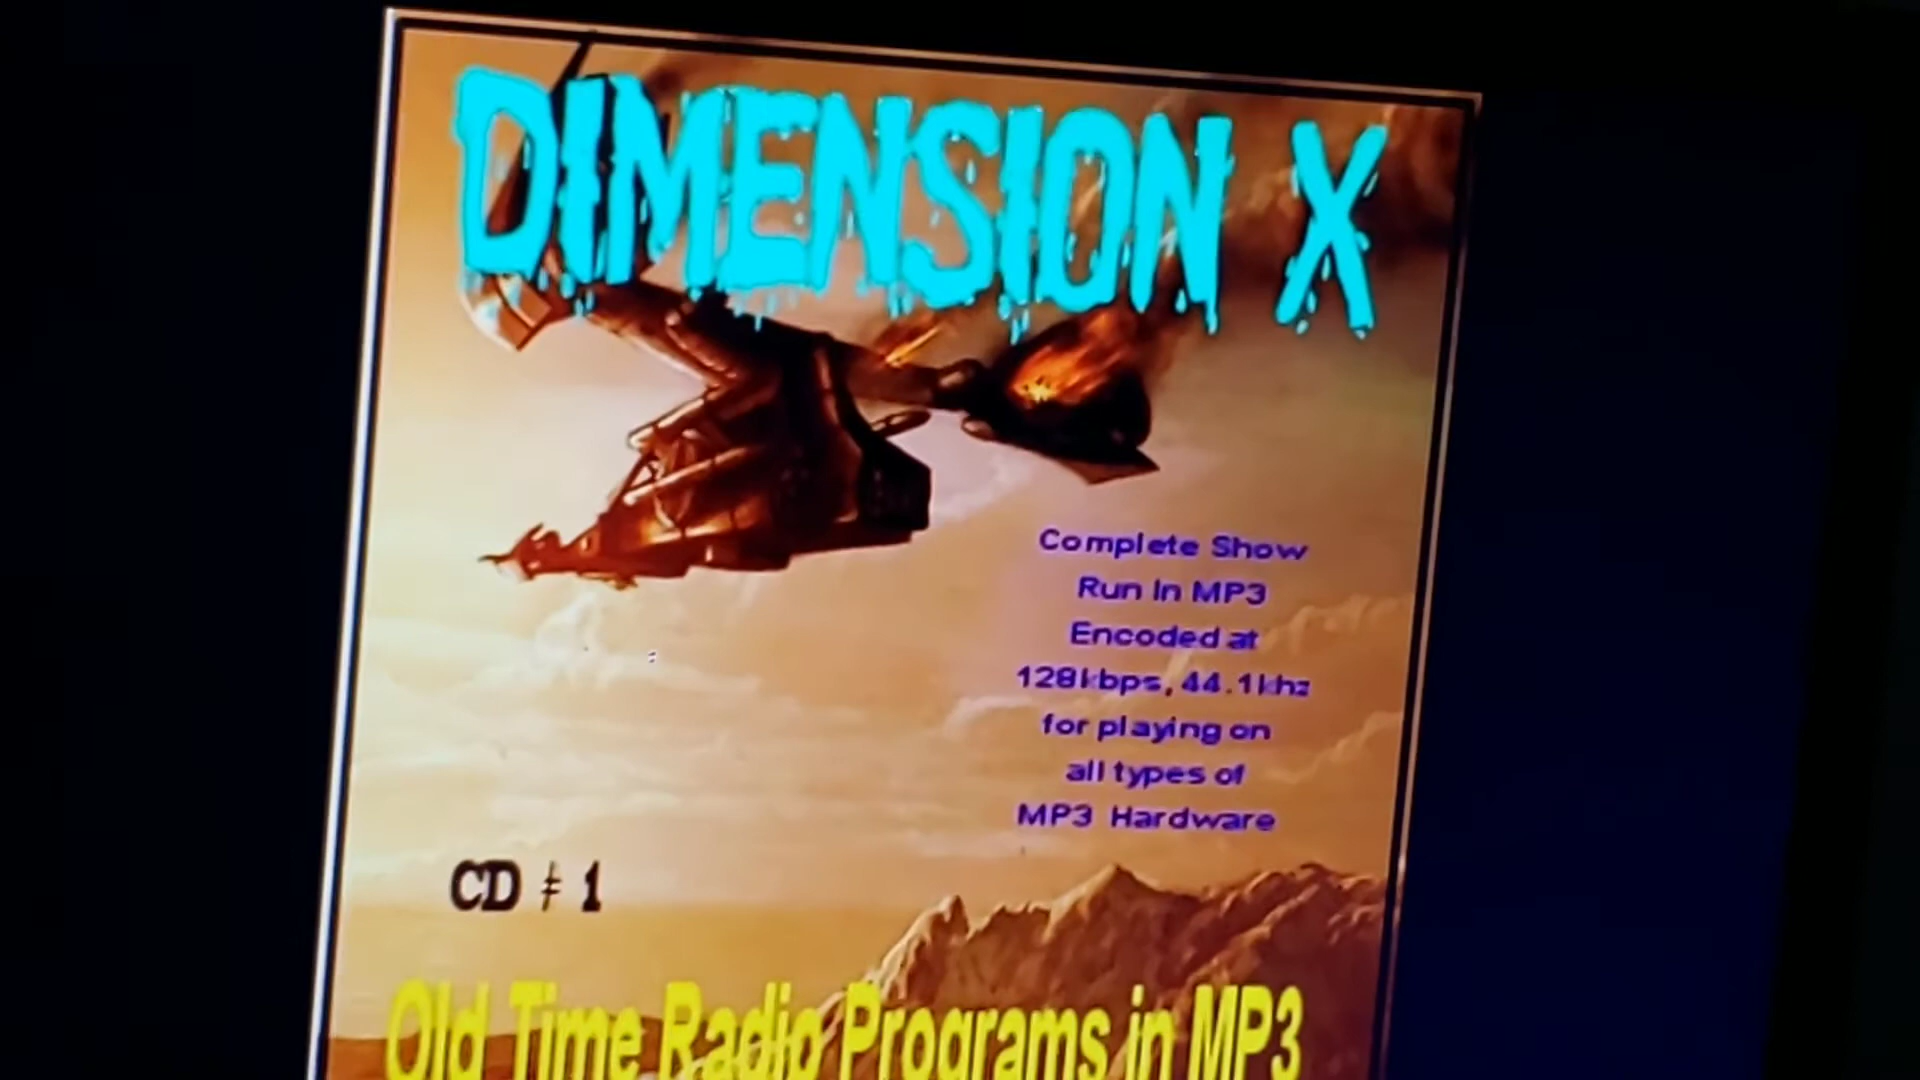 DIMENSION X
Complete Show
Run In MP3
Encoded at
128kbps, 44.1khz
for playing on
all types of
MP3 Hardware
CD # 1
Old Time Radio Programs in MP3